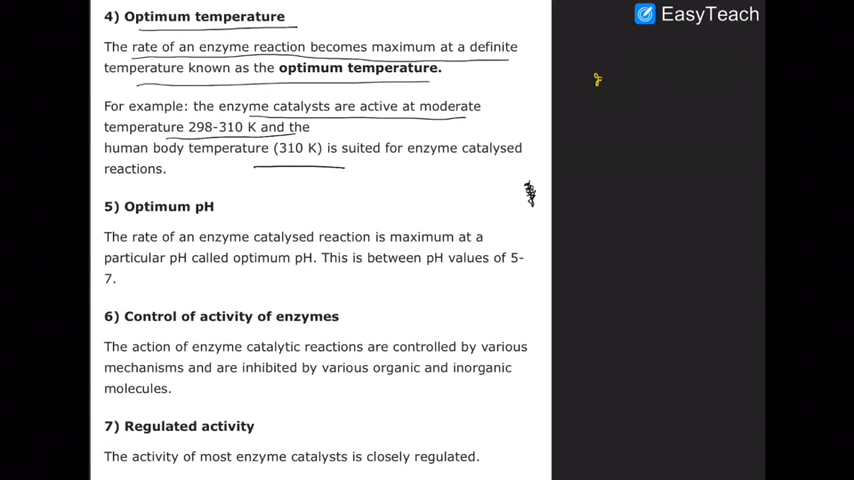 EasyTeach
4) Optimum temperature
The rate of an enzyme reaction becomes maximum at a definite
temperature known as the optimum temperature.
For example: the enzyme catalysts are active at moderate
temperature 298-310 K and the
human body temperature (310 K) is suited for enzyme catalysed
reactions.
5) Optimum pH
The rate of an enzyme catalysed reaction is maximum at a
particular pH called optimum pH. This is between pH values of 5-
7.
6) Control of activity of enzymes
The action of enzyme catalytic reactions are controlled by various
mechanisms and are inhibited by various organic and inorganic
molecules.
7) Regulated activity
The activity of most enzyme catalysts is closely regulated.